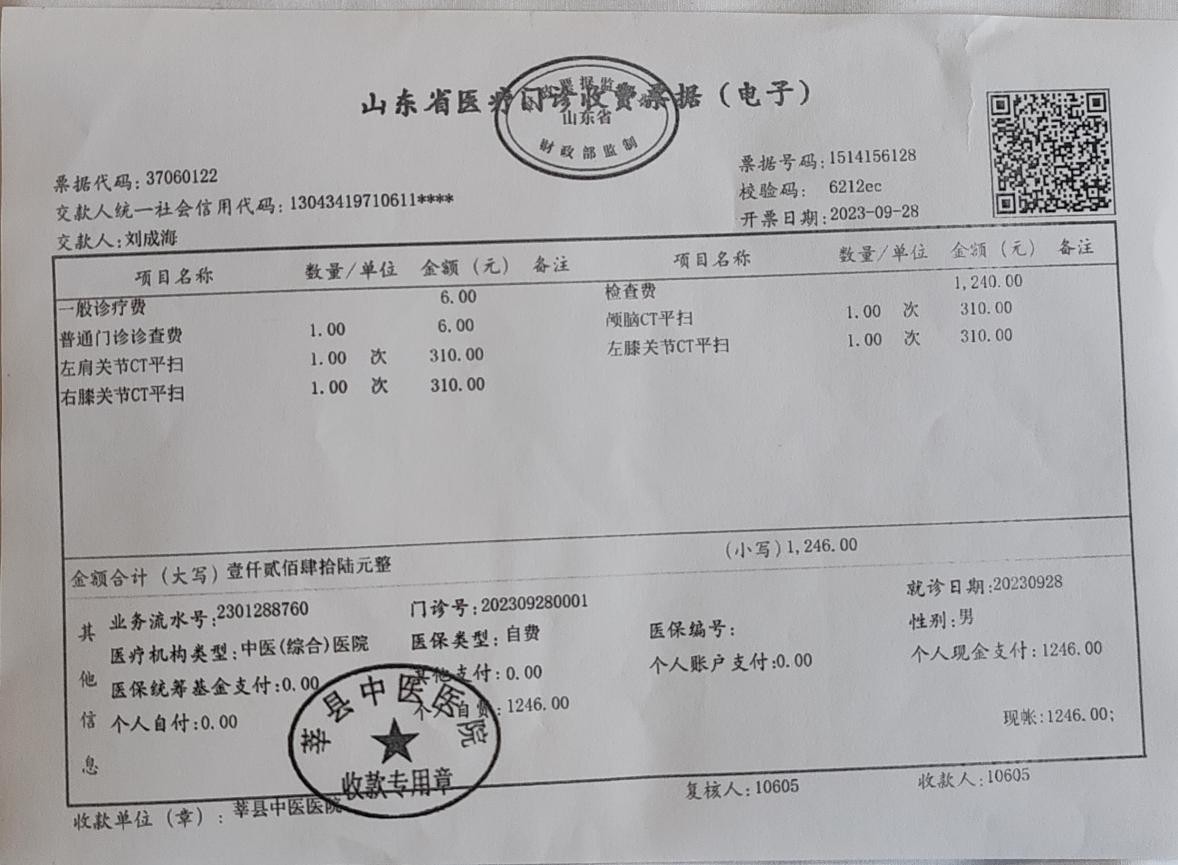 山东省医疗门诊收费票据（电子）
山东省
财政部监制
票据代码：37060122
票据号码：1514156128
交款人统一社会信用代码：13043419710611****
校验码： 6212ec
交款人：刘成海
开票日期：2023-09-28
项目名称 数量/单位 金额（元） 备注 项目名称 数量/单位 金额（元） 备注
一般诊疗费 6.00 检查费 1,240.00
普通门诊诊查费 1.00 6.00 颅脑CT平扫 1.00 次 310.00
左肩关节CT平扫 1.00 次 310.00 左膝关节CT平扫 1.00 次 310.00
右膝关节CT平扫 1.00 次 310.00
金额合计（大写）壹仟贰佰肆拾陆元整 （小写）1,246.00
其他信息
业务流水号：2301288760 门诊号：202309280001 就诊日期：20230928
医疗机构类型：中医(综合)医院 医保类型：自费 医保编号： 性别：男
医保统筹基金支付：0.00 其他支付：0.00 个人账户支付：0.00 个人现金支付：1246.00
个人自付：0.00 个人自费：1246.00 现帐：1246.00;
莘县中医医院
收款专用章
收款单位（章）：莘县中医医院 复核人：10605 收款人：10605